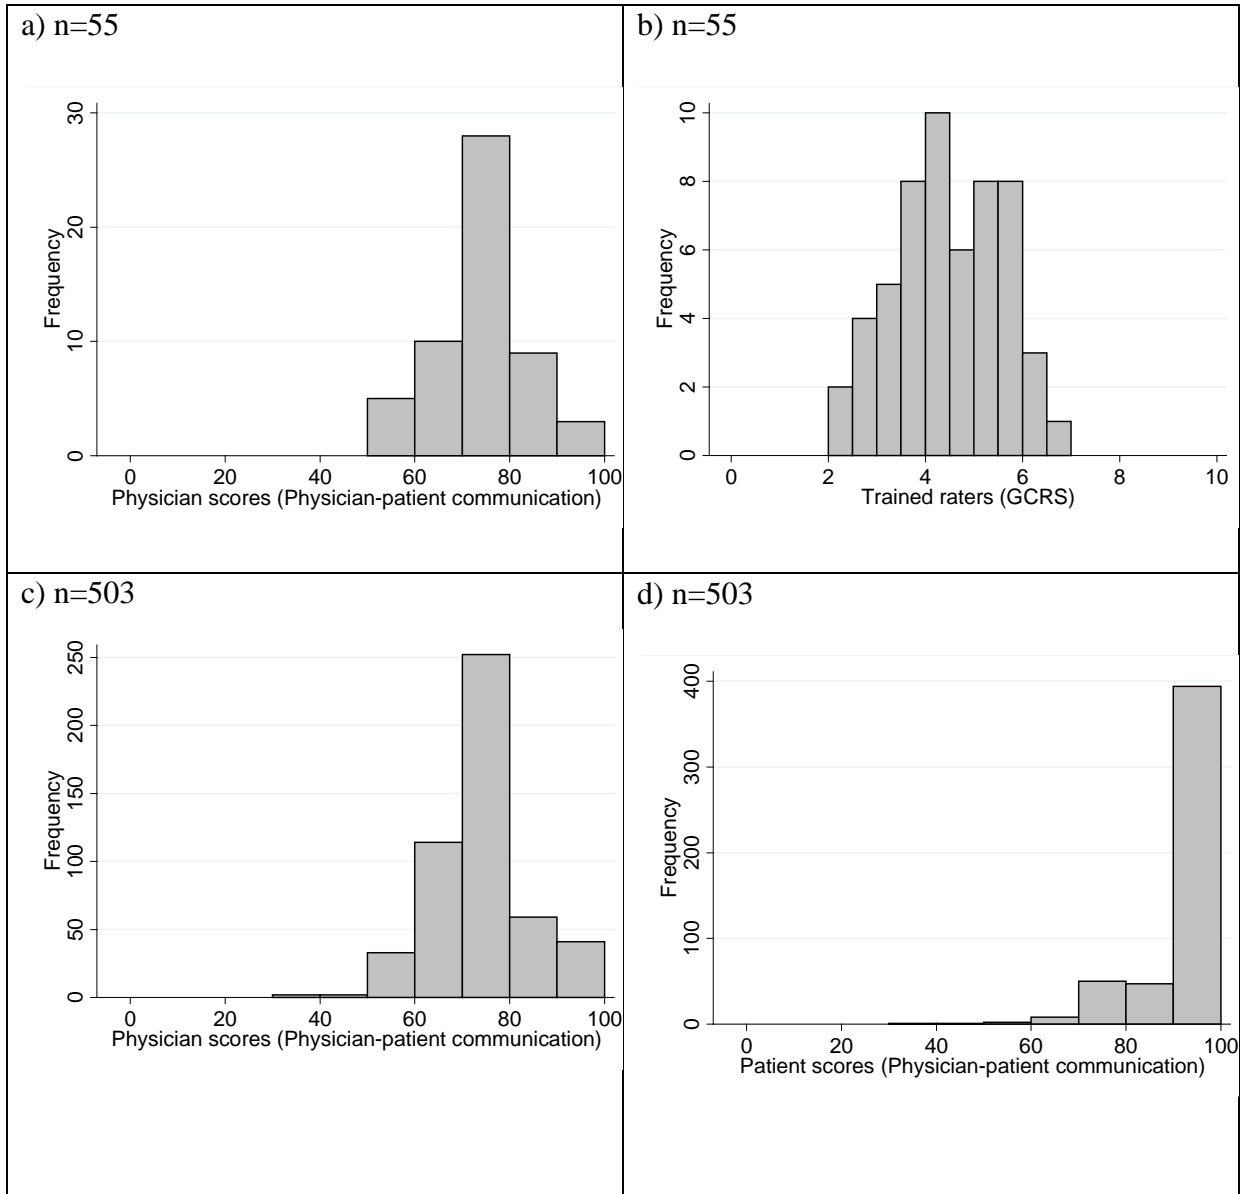 a) n=55
30
20
10
0
Frequency
0 20 40 60 80 100
Physician scores (Physician-patient communication)
b) n=55
10
8
6
4
2
0
Frequency
0 2 4 6 8 10
Trained raters (GCRS)
c) n=503
250
200
150
100
50
0
Frequency
0 20 40 60 80 100
Physician scores (Physician-patient communication)
d) n=503
400
300
200
100
0
Frequency
0 20 40 60 80 100
Patient scores (Physician-patient communication)